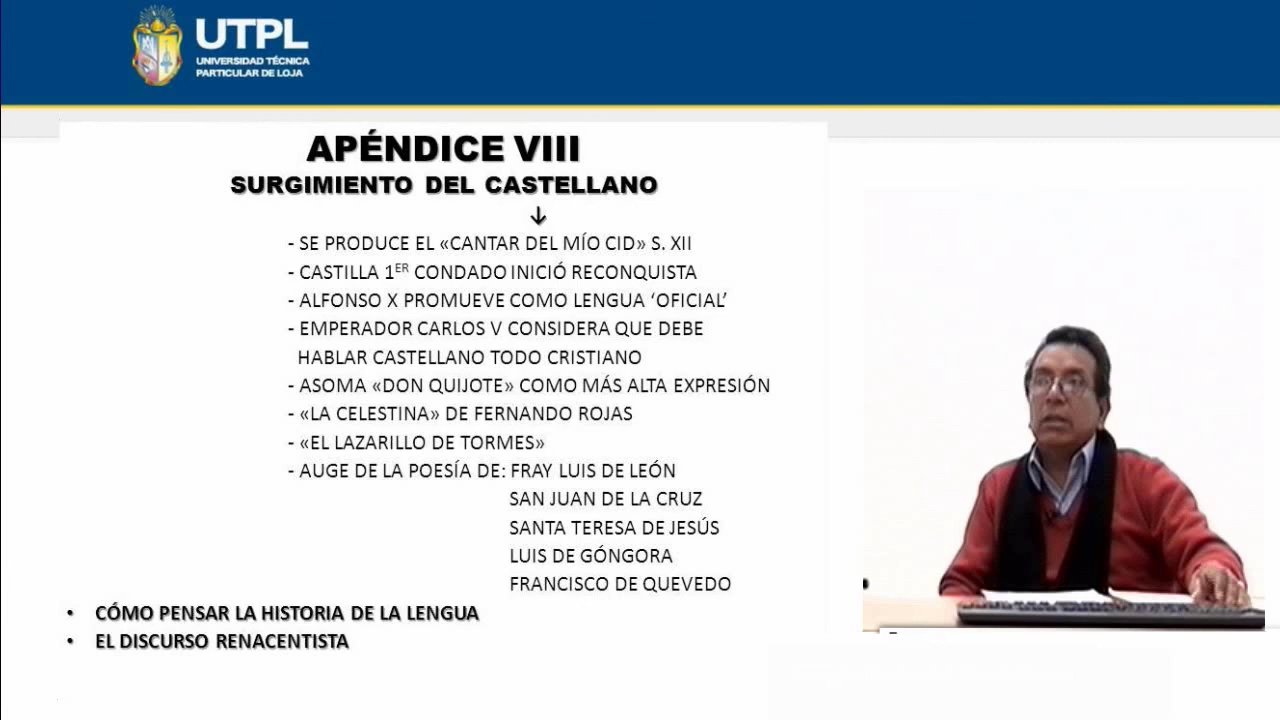 UTPL
UNIVERSIDAD TÉCNICA
PARTICULAR DE LOJA
APÉNDICE VIII
SURGIMIENTO DEL CASTELLANO
↓
- SE PRODUCE EL «CANTAR DEL MÍO CID» S. XII
- CASTILLA 1ER CONDADO INICIÓ RECONQUISTA
- ALFONSO X PROMUEVE COMO LENGUA ‘OFICIAL’
- EMPERADOR CARLOS V CONSIDERA QUE DEBE
HABLAR CASTELLANO TODO CRISTIANO
- ASOMA «DON QUIJOTE» COMO MÁS ALTA EXPRESIÓN
- «LA CELESTINA» DE FERNANDO ROJAS
- «EL LAZARILLO DE TORMES»
- AUGE DE LA POESÍA DE: FRAY LUIS DE LEÓN
SAN JUAN DE LA CRUZ
SANTA TERESA DE JESÚS
LUIS DE GÓNGORA
FRANCISCO DE QUEVEDO
• CÓMO PENSAR LA HISTORIA DE LA LENGUA
• EL DISCURSO RENACENTISTA